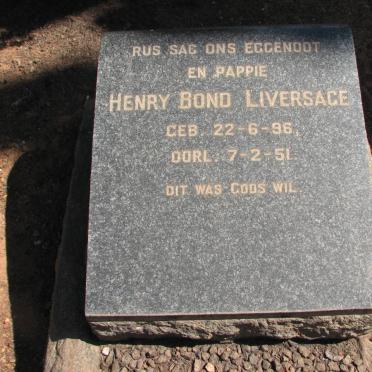 RUS SAG ONS EGGENOOT
EN PAPPIE
HENRY BOND LIVERSAGE
GEB. 22-6-96,
OORL. 7-2-51.
DIT WAS GODS WIL.